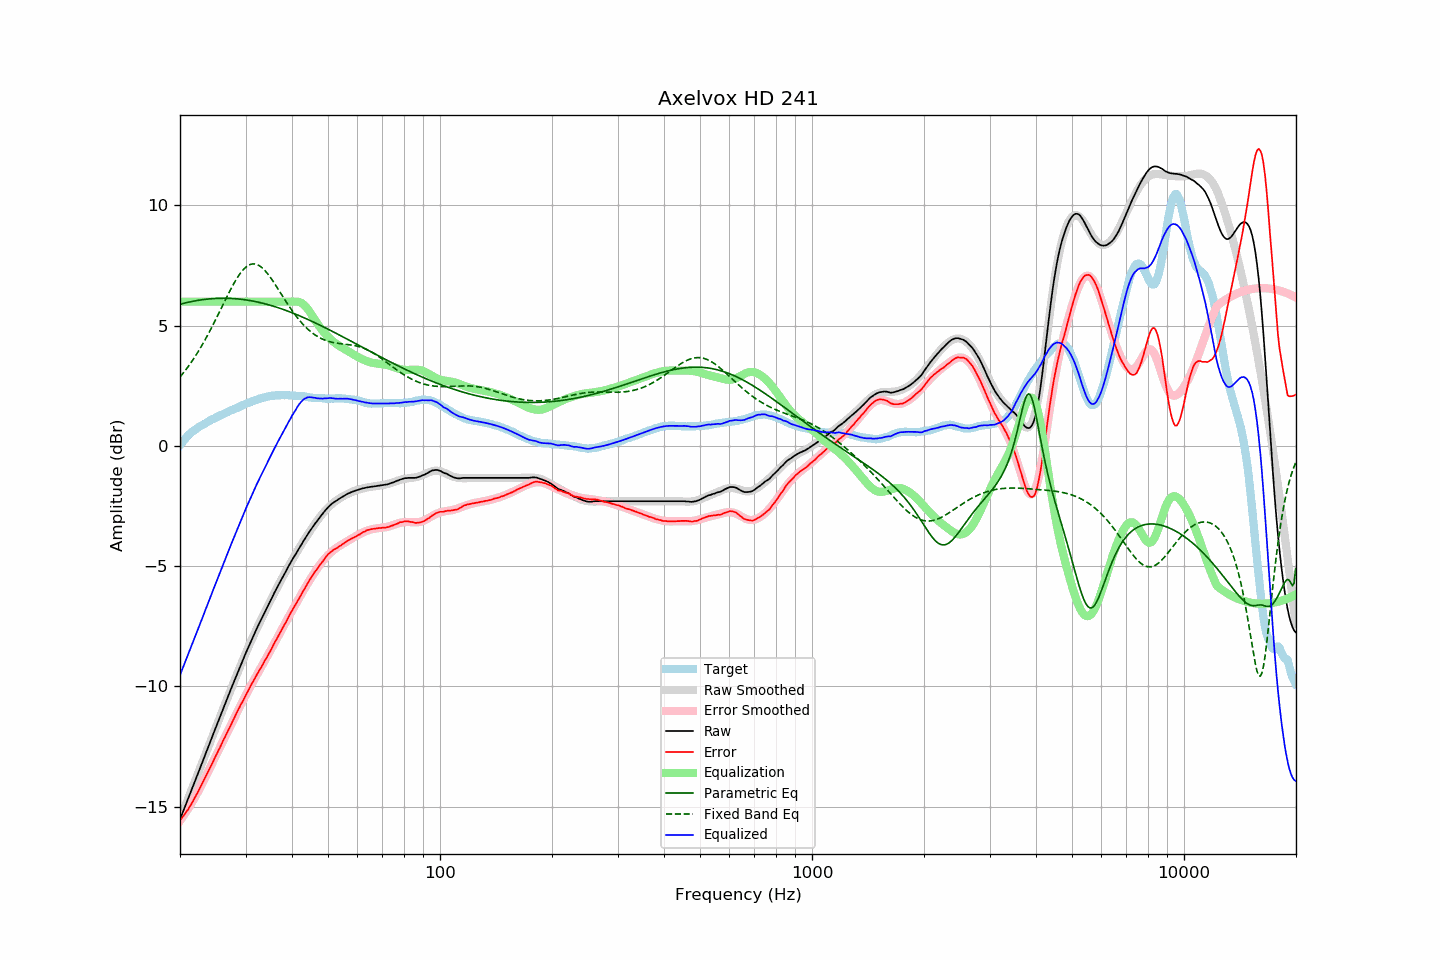 Axelvox HD 241
Amplitude (dBr)
10
5
0
−5
−10
−15
Target
Raw Smoothed
Error Smoothed
Raw
Error
Equalization
Parametric Eq
Fixed Band Eq
Equalized
100
1000
10000
Frequency (Hz)